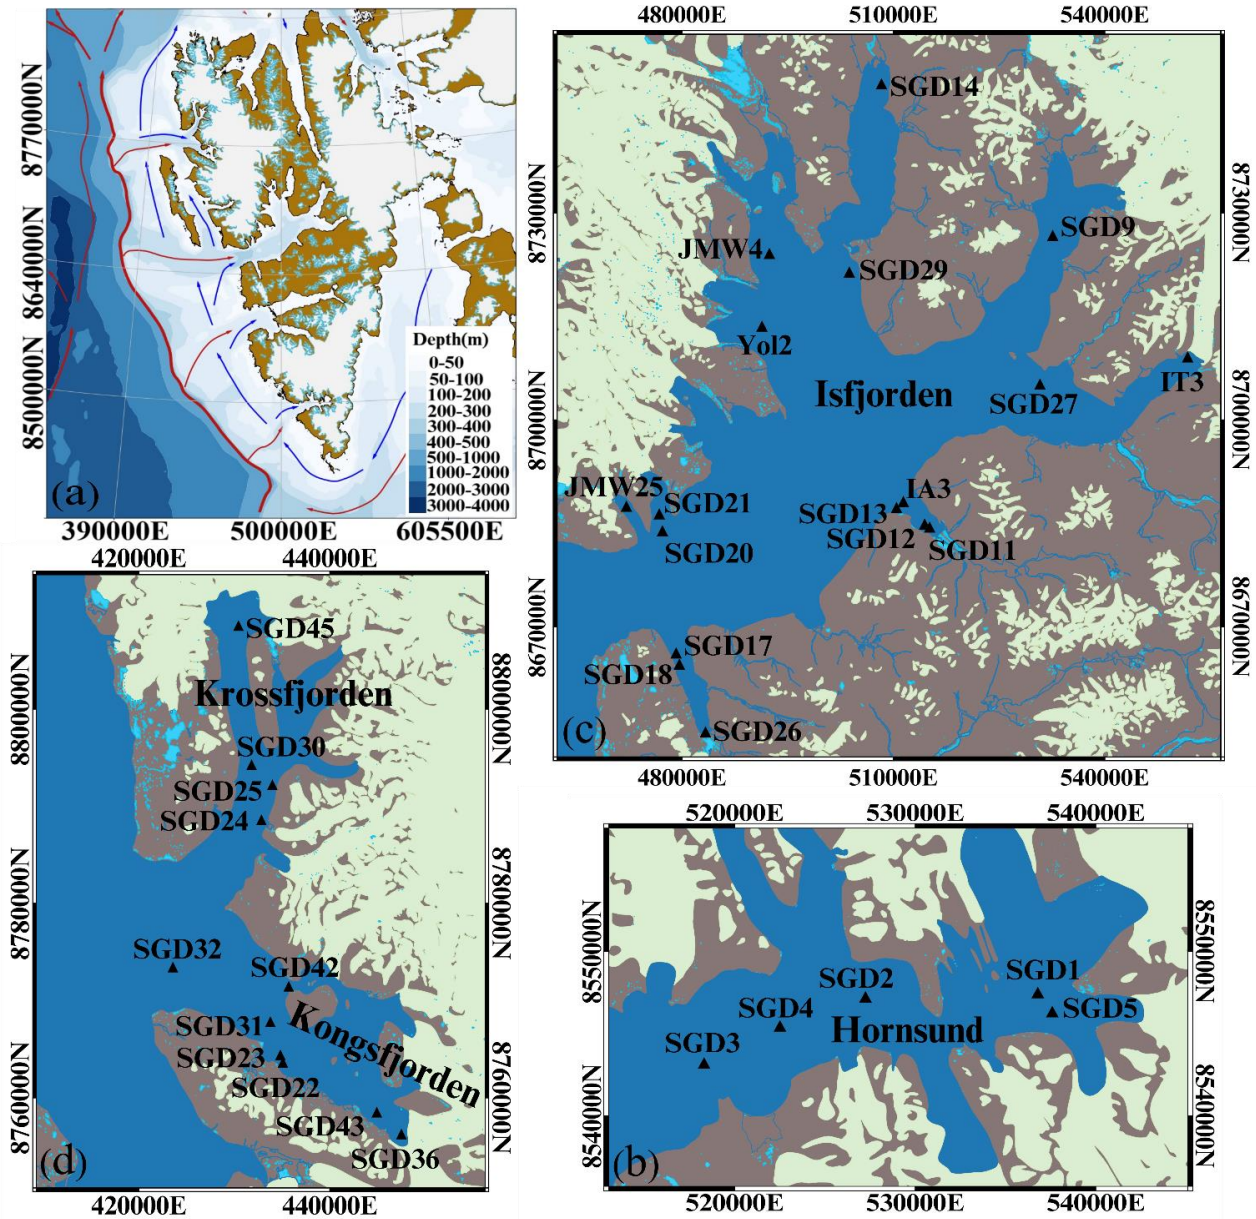 8770000N
8640000N
8500000N
Depth(m)
0-50
50-100
100-200
200-300
300-400
400-500
500-1000
1000-2000
2000-3000
3000-4000
(a)
390000E 500000E 605500E
480000E 510000E 540000E
8730000N
8700000N
8670000N
SGD14
SGD9
JMW4
SGD29
Yol2
IT3
Isfjorden
SGD27
JMW25
SGD21
IA3
SGD13
SGD20
SGD12
SGD11
SGD17
SGD18
SGD26
(c)
8730000N
8700000N
8670000N
480000E 510000E 540000E
420000E 440000E
8800000N
8780000N
8760000N
SGD45
Krossfjorden
SGD30
SGD25
SGD24
SGD32
SGD42
SGD31
Kongsfjorden
SGD23
SGD22
SGD43
SGD36
(d)
8800000N
8780000N
8760000N
420000E 440000E
520000E 530000E 540000E
8550000N
8540000N
SGD1
SGD2
SGD5
SGD4
Hornsund
SGD3
(b)
8550000N
8540000N
520000E 530000E 540000E